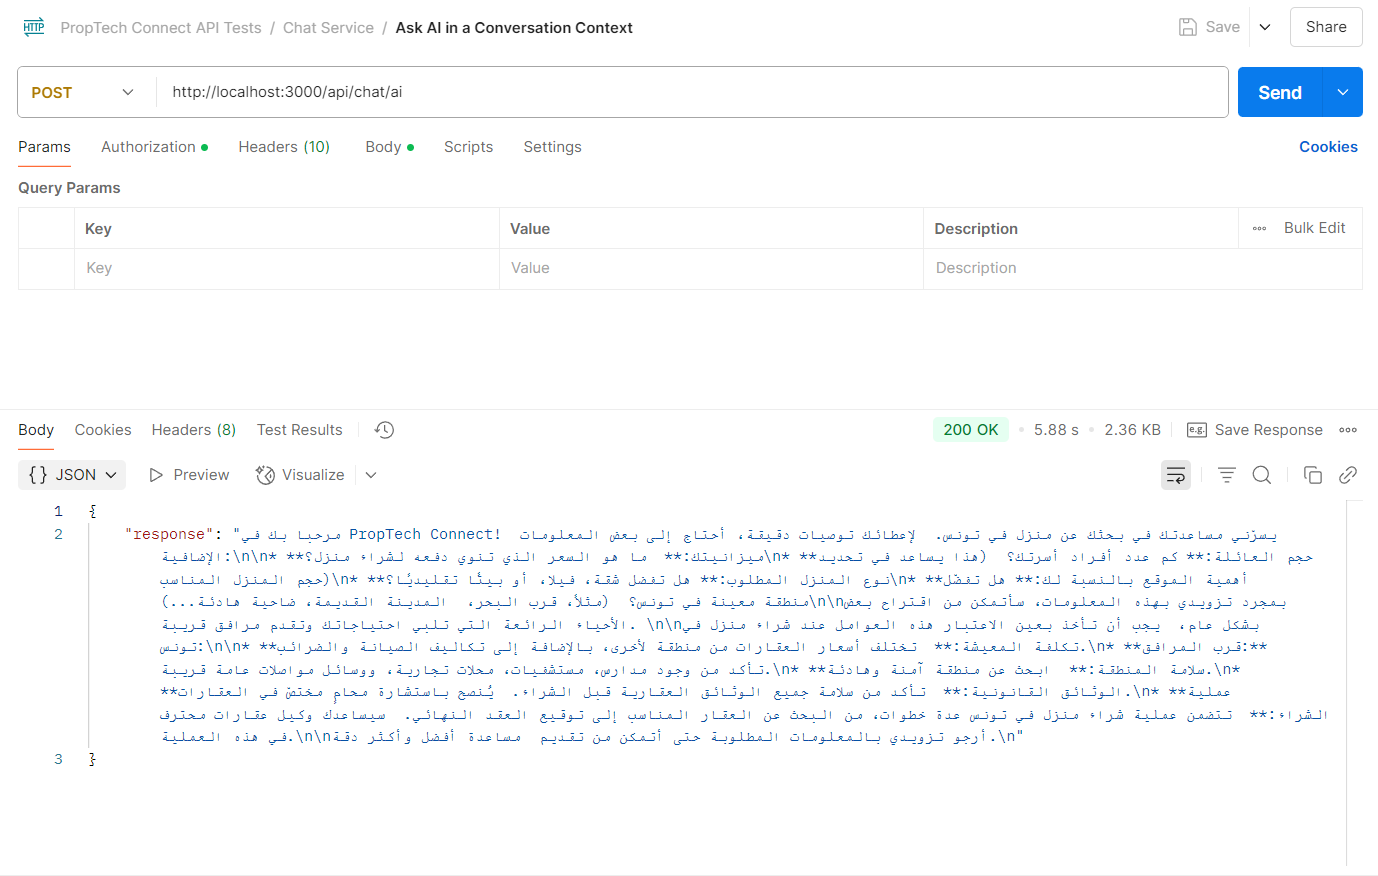 HTTP PropTech Connect API Tests / Chat Service / Ask AI in a Conversation Context
Save
Share
POST
http://localhost:3000/api/chat/ai
Send
Params Authorization Headers (10) Body Scripts Settings
Cookies
Query Params
Key Value Description ••• Bulk Edit
Key Value Description
Body Cookies Headers (8) Test Results
200 OK • 5.88 s • 2.36 KB e.g. Save Response •••
{} JSON Preview Visualize
1 {
2 "response": "مرحبا بك في PropTech Connect! يسرّني مساعدتك في بحثك عن منزل في تونس. لإعطائك توصيات دقيقة، أحتاج إلى بعض المعلومات
الإضافية:\n\n* **ميزانيتك:** ما هو السعر الذي تنوي دفعه لشراء منزل؟\n* **حجم العائلة:** كم عدد أفراد أسرتك؟ (هذا يساعد في تحديد
حجم المنزل المناسب)\n* **نوع المنزل المطلوب:** هل تفضل شقة، فيلا، أو بيتًا تقليديًا؟\n* **أهمية الموقع بالنسبة لك:** هل تفضّل
منطقة معينة في تونس؟ (مثلاً، قرب البحر، المدينة القديمة، ضاحية هادئة...)\n\nبمجرد تزويدي بهذه المعلومات، سأتمكن من اقتراح بعض
الأحياء الرائعة التي تلبي احتياجاتك وتقدم مرافق قريبة. \n\nبشكل عام، يجب أن تأخذ بعين الاعتبار هذه العوامل عند شراء منزل في
تونس:\n\n* **تكلفة المعيشة:** تختلف أسعار العقارات من منطقة لأخرى، بالإضافة إلى تكاليف الصيانة والضرائب.\n* **قرب المرافق:**
تأكد من وجود مدارس، مستشفيات، محلات تجارية، ووسائل مواصلات عامة قريبة.\n* **سلامة المنطقة:** ابحث عن منطقة آمنة وهادئة.\n*
**الوثائق القانونية:** تأكد من سلامة جميع الوثائق العقارية قبل الشراء. يُنصح باستشارة محامٍ مختصّ في العقارات.\n* **عملية
الشراء:** تتضمن عملية شراء منزل في تونس عدة خطوات، من البحث عن العقار المناسب إلى توقيع العقد النهائي. سيساعدك وكيل عقارات محترف
في هذه العملية.\n\nأرجو تزويدي بالمعلومات المطلوبة حتى أتمكن من تقديم مساعدة أفضل وأكثر دقة.\n"
3 }